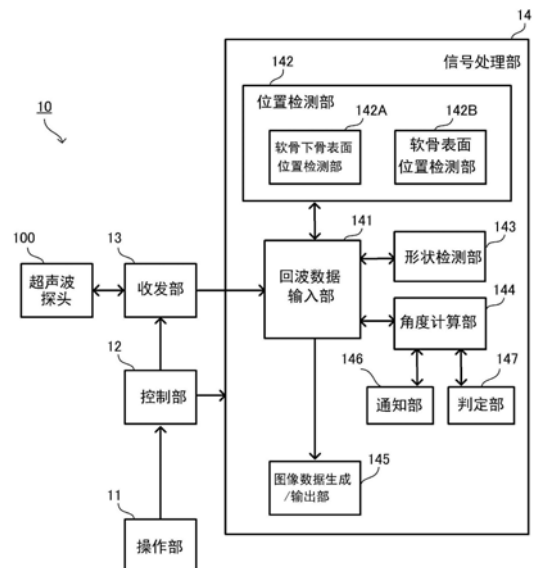 14
信号处理部
142
位置检测部
142A
142B
软骨下骨表面
位置检测部
软骨表面
位置检测部
10
141
143
回波数据
输入部
形状检测部
100
13
超声波
探头
收发部
144
角度计算部
12
控制部
146
147
通知部
判定部
145
图像数据生成
/输出部
11
操作部